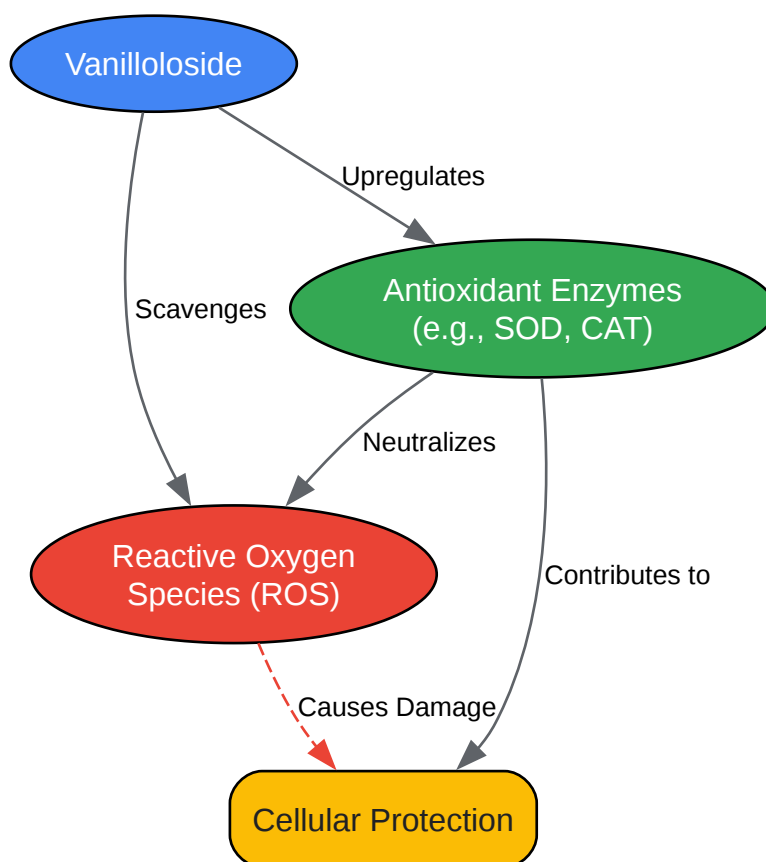 Vanilloloside
Upregulates
Antioxidant Enzymes
(e.g., SOD, CAT)
Scavenges
Neutralizes
Reactive Oxygen
Species (ROS)
Contributes to
Causes Damage
Cellular Protection